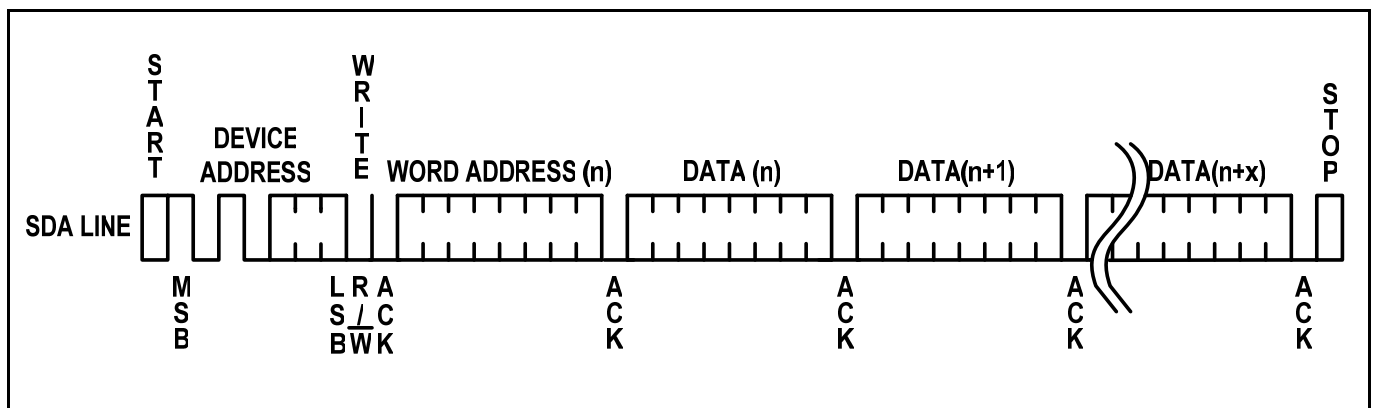 START
DEVICE
ADDRESS
WRITE
WORD ADDRESS (n)
DATA (n)
DATA(n+1)
DATA(n+x)
STOP
SDA LINE
MSB
LSB
R/W
ACK
ACK
ACK
ACK
ACK